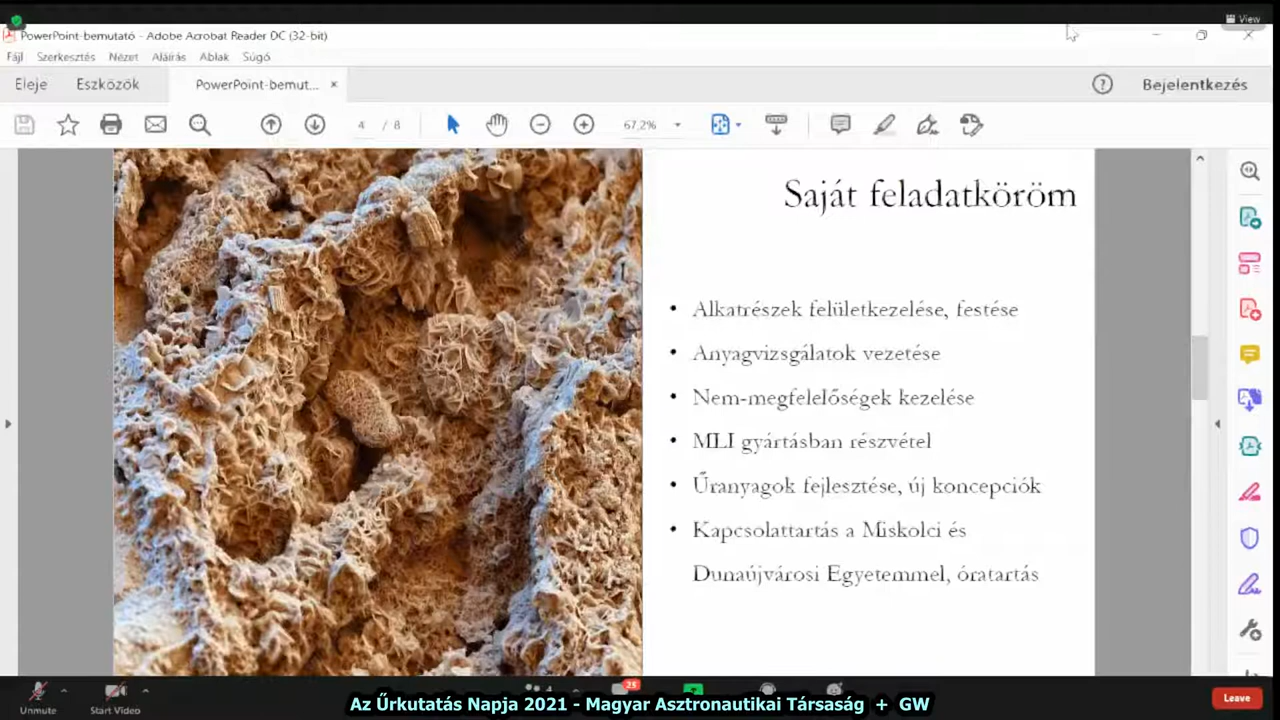 View
PowerPoint-bemutató - Adobe Acrobat Reader DC (32-bit)
Fájl Szerkesztés Nézet Aláírás Ablak Súgó
Eleje Eszközök PowerPoint-bemut... × Bejelentkezés
4 / 8 67,2%
Saját feladatköröm
• Alkatrészek felületkezelése, festése
• Anyagvizsgálatok vezetése
• Nem-megfelelőségek kezelése
• MLI gyártásban részvétel
• Űranyagok fejlesztése, új koncepciók
• Kapcsolattartás a Miskolci és
Dunaújvárosi Egyetemmel, óratartás
25
Unmute Start Video Leave
Az Űrkutatás Napja 2021 - Magyar Asztronautikai Társaság + GW